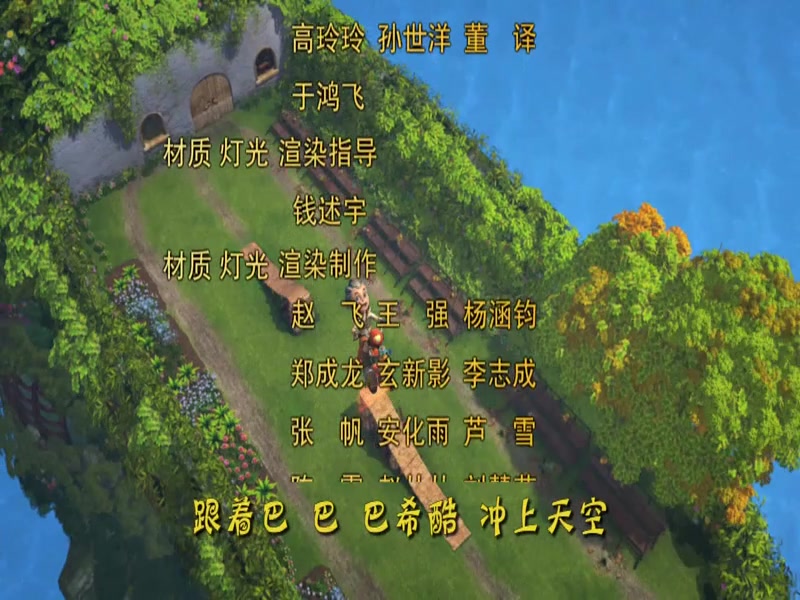 高玲玲 孙世洋 董 译
于鸿飞
材质 灯光 渲染指导
钱述宇
材质 灯光 渲染制作
赵 飞 王 强 杨涵钧
郑成龙 玄新影 李志成
张 帆 安化雨 芦 雪
跟着巴 巴 巴希酷 冲上天空